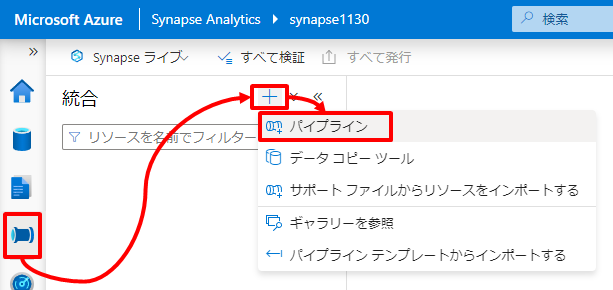 Microsoft Azure Synapse Analytics synapse1130 検索
Synapse ライブ すべて検証 すべて発行
統合
リソースを名前でフィルター
パイプライン
データ コピー ツール
サポート ファイルからリソースをインポートする
ギャラリーを参照
パイプライン テンプレートからインポートする